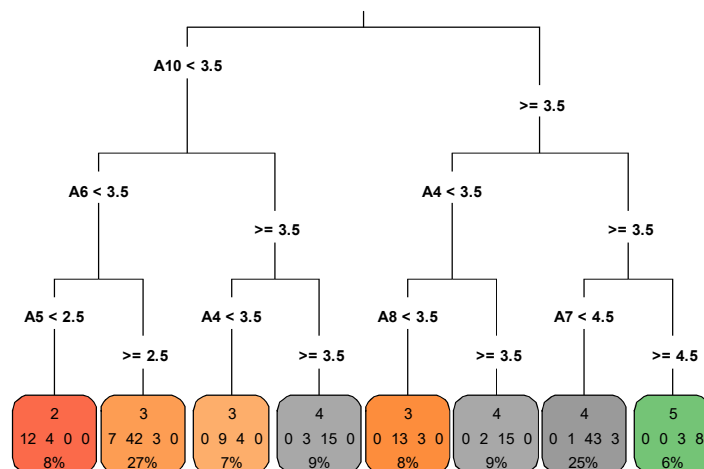 A10 < 3.5
>= 3.5
A6 < 3.5
A4 < 3.5
>= 3.5
>= 3.5
A5 < 2.5
A4 < 3.5
A8 < 3.5
A7 < 4.5
>= 2.5
>= 3.5
>= 3.5
>= 4.5
2 3 3 4 3 4 4 5
12 4 0 0 7 42 3 0 0 9 4 0 0 3 15 0 0 13 3 0 0 2 15 0 0 1 43 3 0 0 3 8
8% 27% 7% 9% 8% 9% 25% 6%